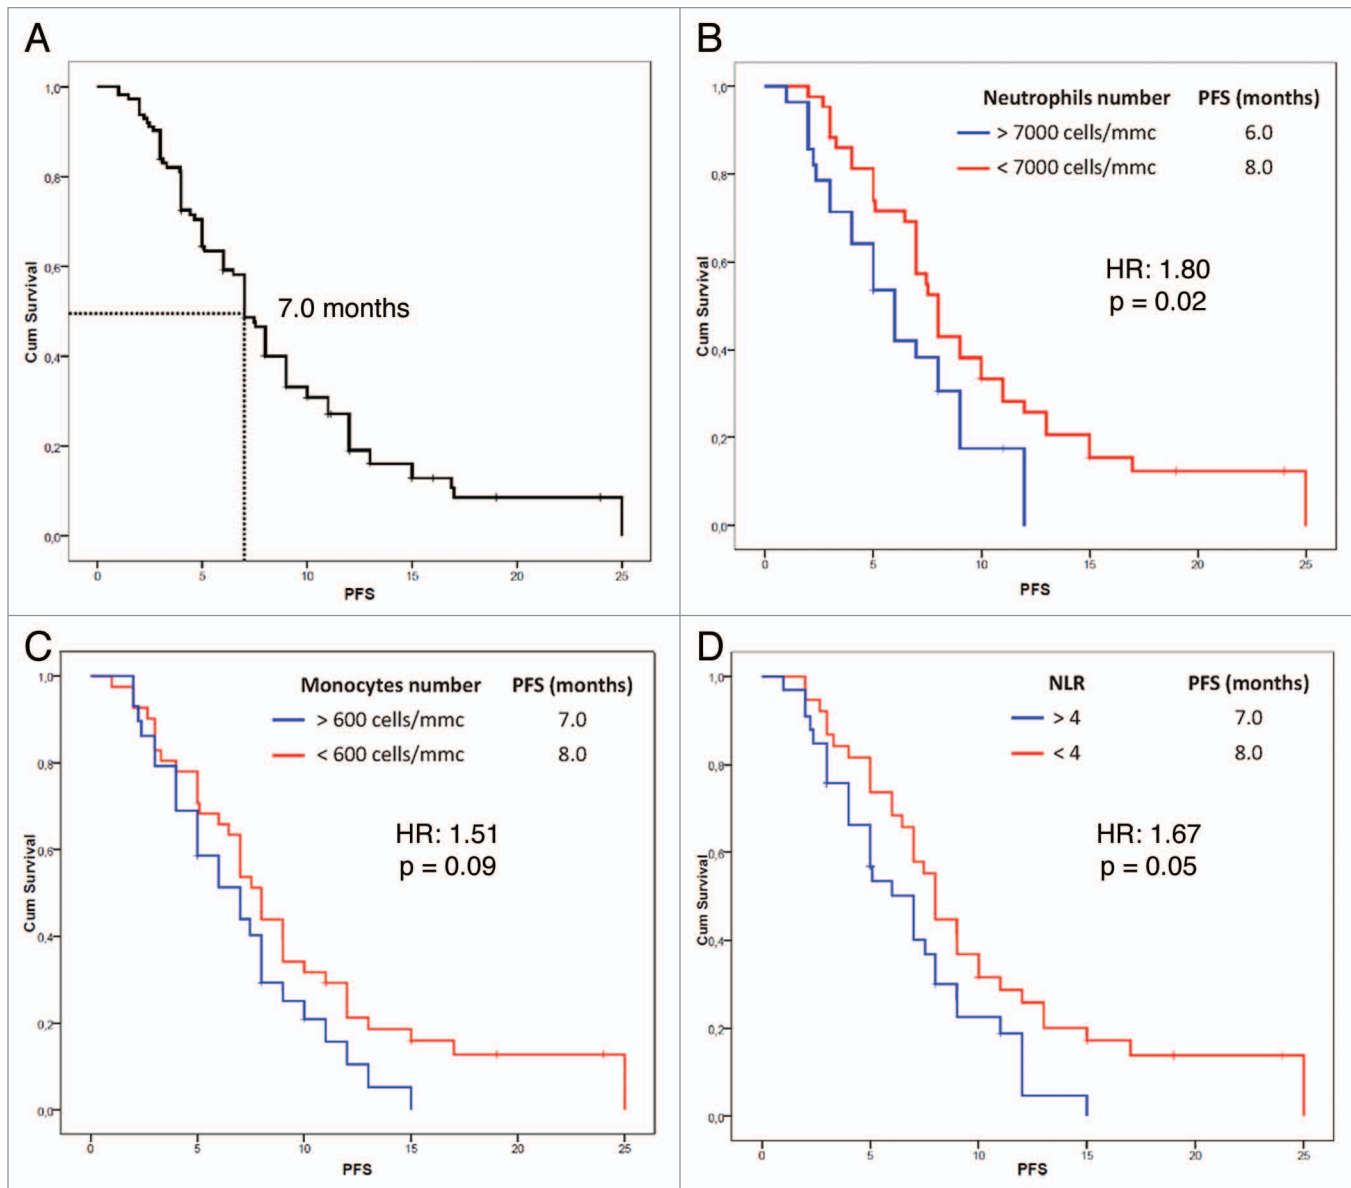 A
Cum Survival
1,0
0,8
0,6
0,4
0,2
0,0
7.0 months
0 5 10 15 20 25
PFS
B
Cum Survival
1,0
0,8
0,6
0,4
0,2
0,0
Neutrophils number PFS (months)
> 7000 cells/mmc 6.0
< 7000 cells/mmc 8.0
HR: 1.80
p = 0.02
0 5 10 15 20 25
PFS
C
Cum Survival
1,0
0,8
0,6
0,4
0,2
0,0
Monocytes number PFS (months)
> 600 cells/mmc 7.0
< 600 cells/mmc 8.0
HR: 1.51
p = 0.09
0 5 10 15 20 25
PFS
D
Cum Survival
1,0
0,8
0,6
0,4
0,2
0,0
NLR PFS (months)
> 4 7.0
< 4 8.0
HR: 1.67
p = 0.05
0 5 10 15 20 25
PFS